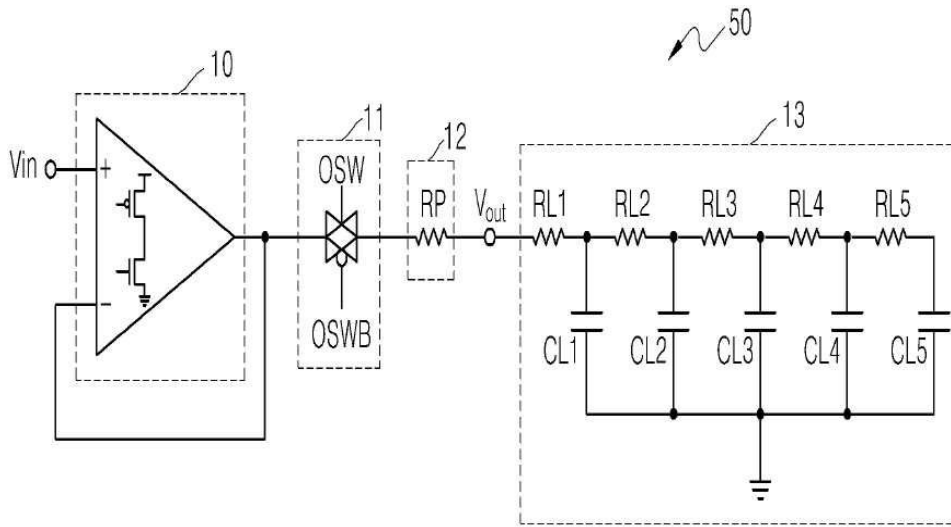 50
10
11
12
13
Vin
+
−
OSW
OSWB
RP
Vout
RL1
RL2
RL3
RL4
RL5
CL1
CL2
CL3
CL4
CL5